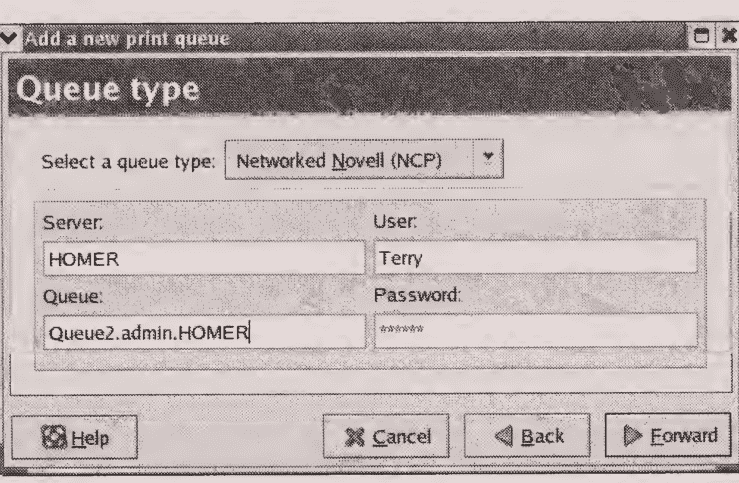 Add a new print queue
Queue type
Select a queue type: Networked Novell (NCP)
Server: User:
HOMER Terry
Queue: Password:
Queue2.admin.HOMER ******
Help Cancel Back Forward